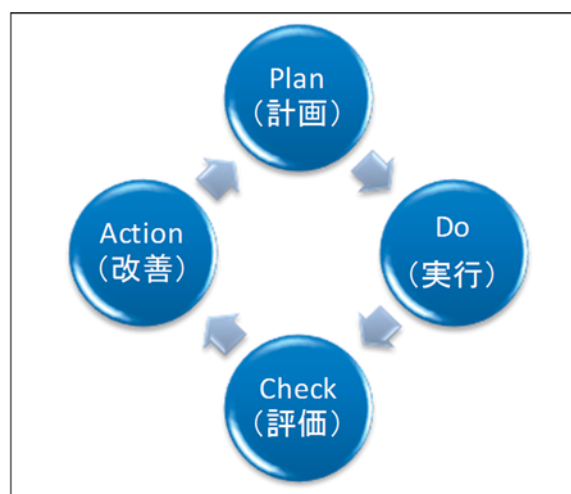 Plan
（計画）
Do
（実行）
Check
（評価）
Action
（改善）